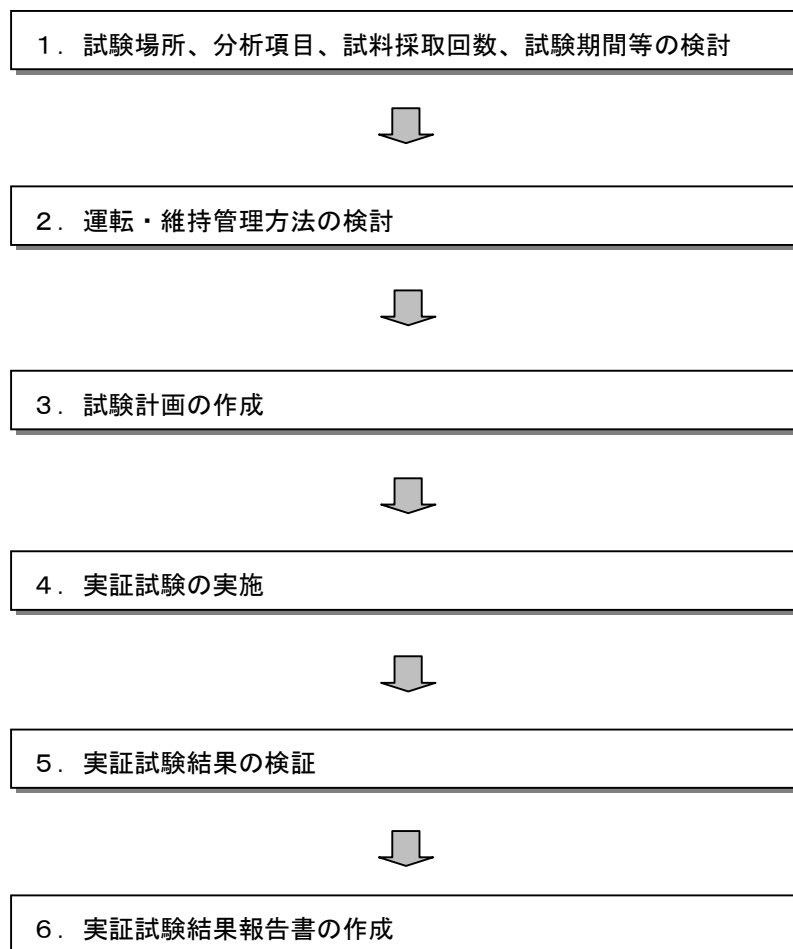 １．試験場所、分析項目、試料採取回数、試験期間等の検討
２．運転・維持管理方法の検討
３．試験計画の作成
４．実証試験の実施
５．実証試験結果の検証
６．実証試験結果報告書の作成